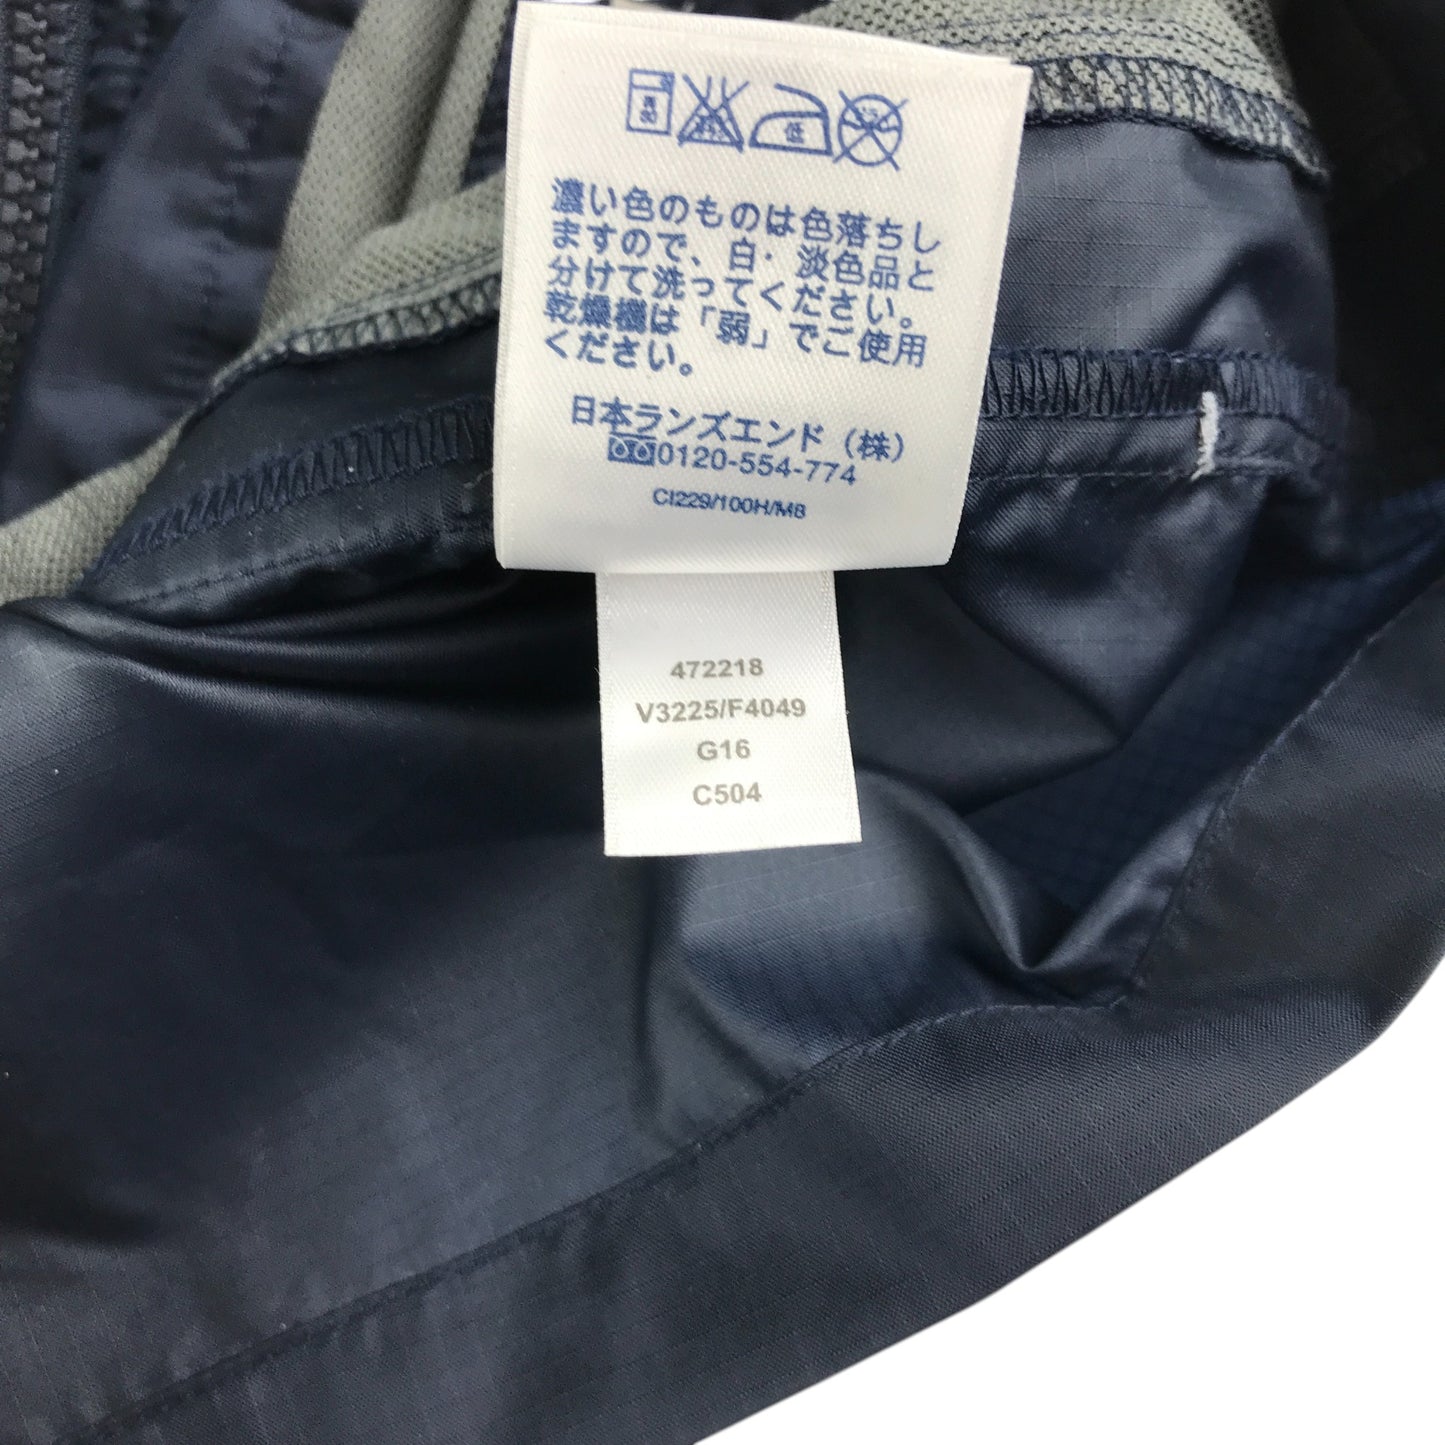 低
濃い色のものは色落ちし
ますので、白・淡色品と
分けて洗ってください。
乾燥機は「弱」でご使用
ください。
日本ランズエンド（株）
0120-554-774
CI229/100H/M8
472218
V3225/F4049
G16
C504